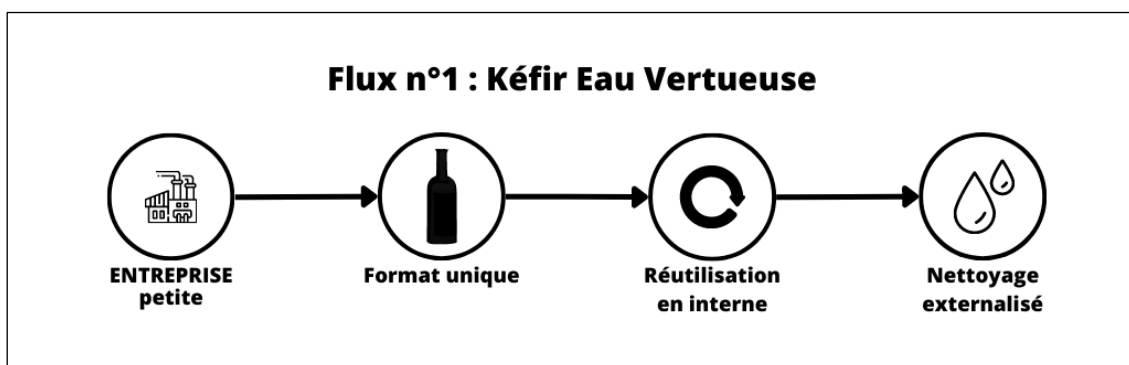 Flux n°1 : Kéfir Eau Vertueuse
ENTREPRISE
petite
Format unique
Réutilisation
en interne
Nettoyage
externalisé